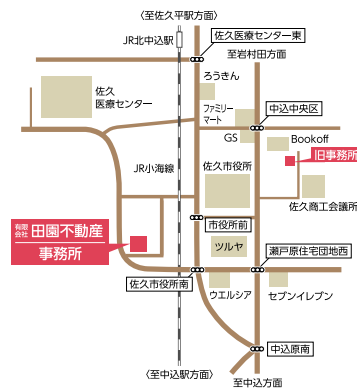 〈至佐久平駅方面〉
JR北中込駅
佐久医療センター東
至岩村田方面
ろうきん
佐久
医療センター
ファミリー
マート
中込中央区
GS
Bookoff
旧事務所
JR小海線
佐久市役所
佐久商工会議所
市役所前
有限
会社 田園不動産
事務所
ツルヤ
瀬戸原住宅団地西
佐久市役所南
ウエルシア
セブンイレブン
中込原南
〈至中込駅方面〉
至中込方面